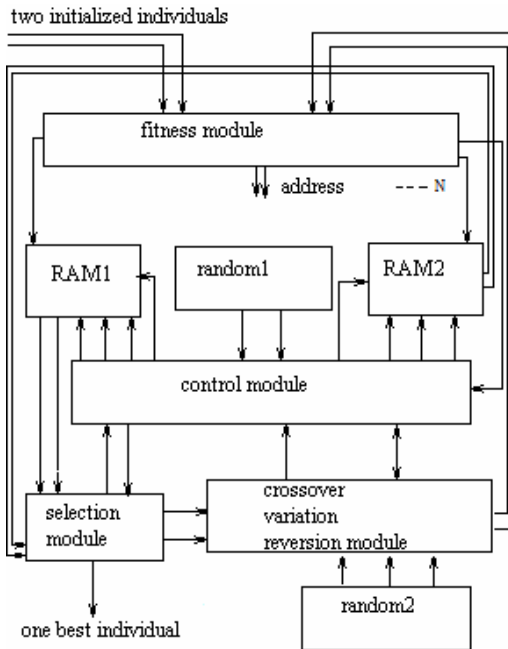 two initialized individuals
fitness module
address
--- N
RAM1
random1
RAM2
control module
selection
module
crossover
variation
reversion module
random2
one best individual